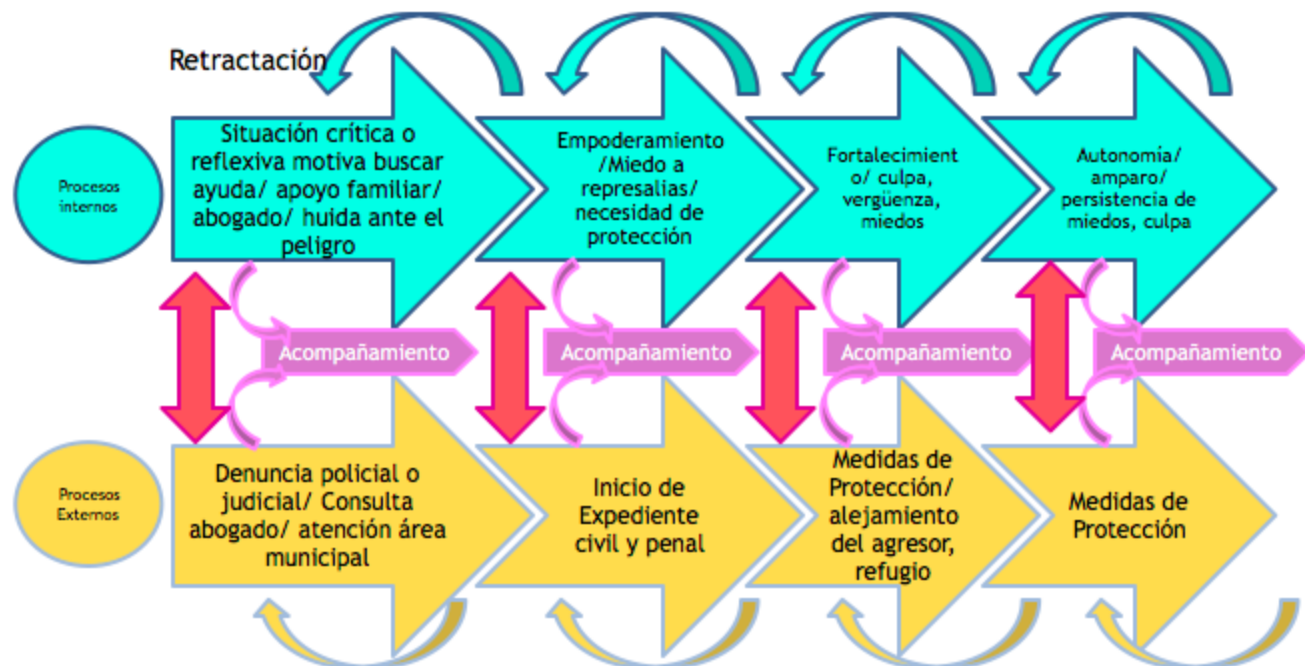 Retractación
Procesos
internos
Situación crítica o
reflexiva motiva buscar
ayuda/ apoyo familiar/
abogado/ huida ante el
peligro
Empoderamiento
/Miedo a
represalias/
necesidad de
protección
Fortalecimient
o/ culpa,
vergüenza,
miedos
Autonomía/
amparo/
persistencia de
miedos, culpa
Acompañamiento
Acompañamiento
Acompañamiento
Acompañamiento
Procesos
Externos
Denuncia policial o
judicial/ Consulta
abogado/ atención área
municipal
Inicio de
Expediente
civil y penal
Medidas de
Protección/
alejamiento
del agresor,
refugio
Medidas de
Protección